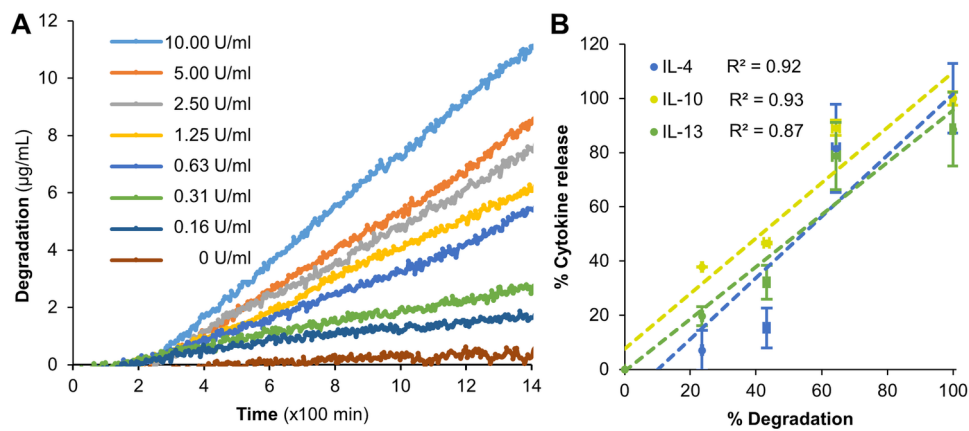 A
12
10
8
6
4
2
0
Degradation (µg/mL)
10.00 U/ml
5.00 U/ml
2.50 U/ml
1.25 U/ml
0.63 U/ml
0.31 U/ml
0.16 U/ml
0 U/ml
0 2 4 6 8 10 12 14
Time (x100 min)
B
120
100
80
60
40
20
0
% Cytokine release
IL-4 R² = 0.92
IL-10 R² = 0.93
IL-13 R² = 0.87
0 20 40 60 80 100
% Degradation